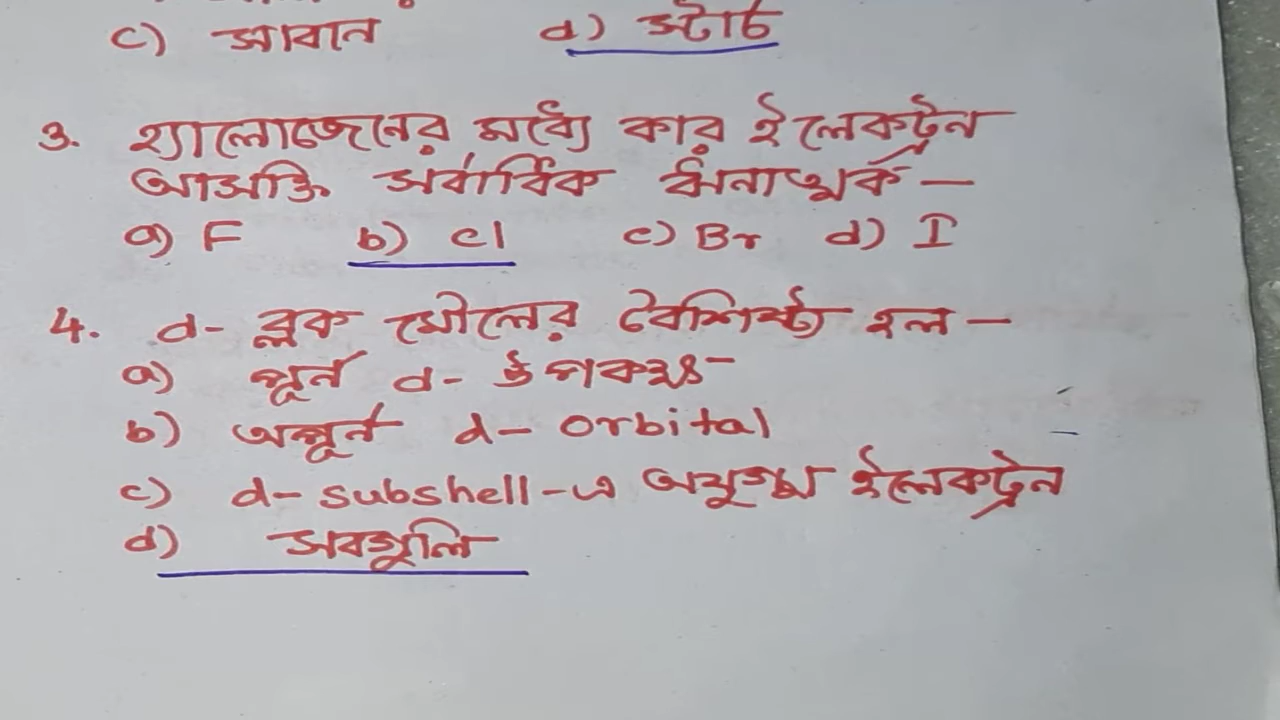 c) সাবান d) স্টার্চ
3. হ্যালোজেনের মধ্যে কার ইলেকট্রন
আসক্তি সর্বাধিক ঋনাত্মক —
a) F b) cl c) Br d) I
4. d- ব্লক মৌলের বৈশিষ্ট্য হল —
a) পূর্ন d- উপকক্ষ
b) অপূর্ন d- orbital
c) d- subshell-এ অযুগ্ম ইলেকট্রন
d) সবগুলি